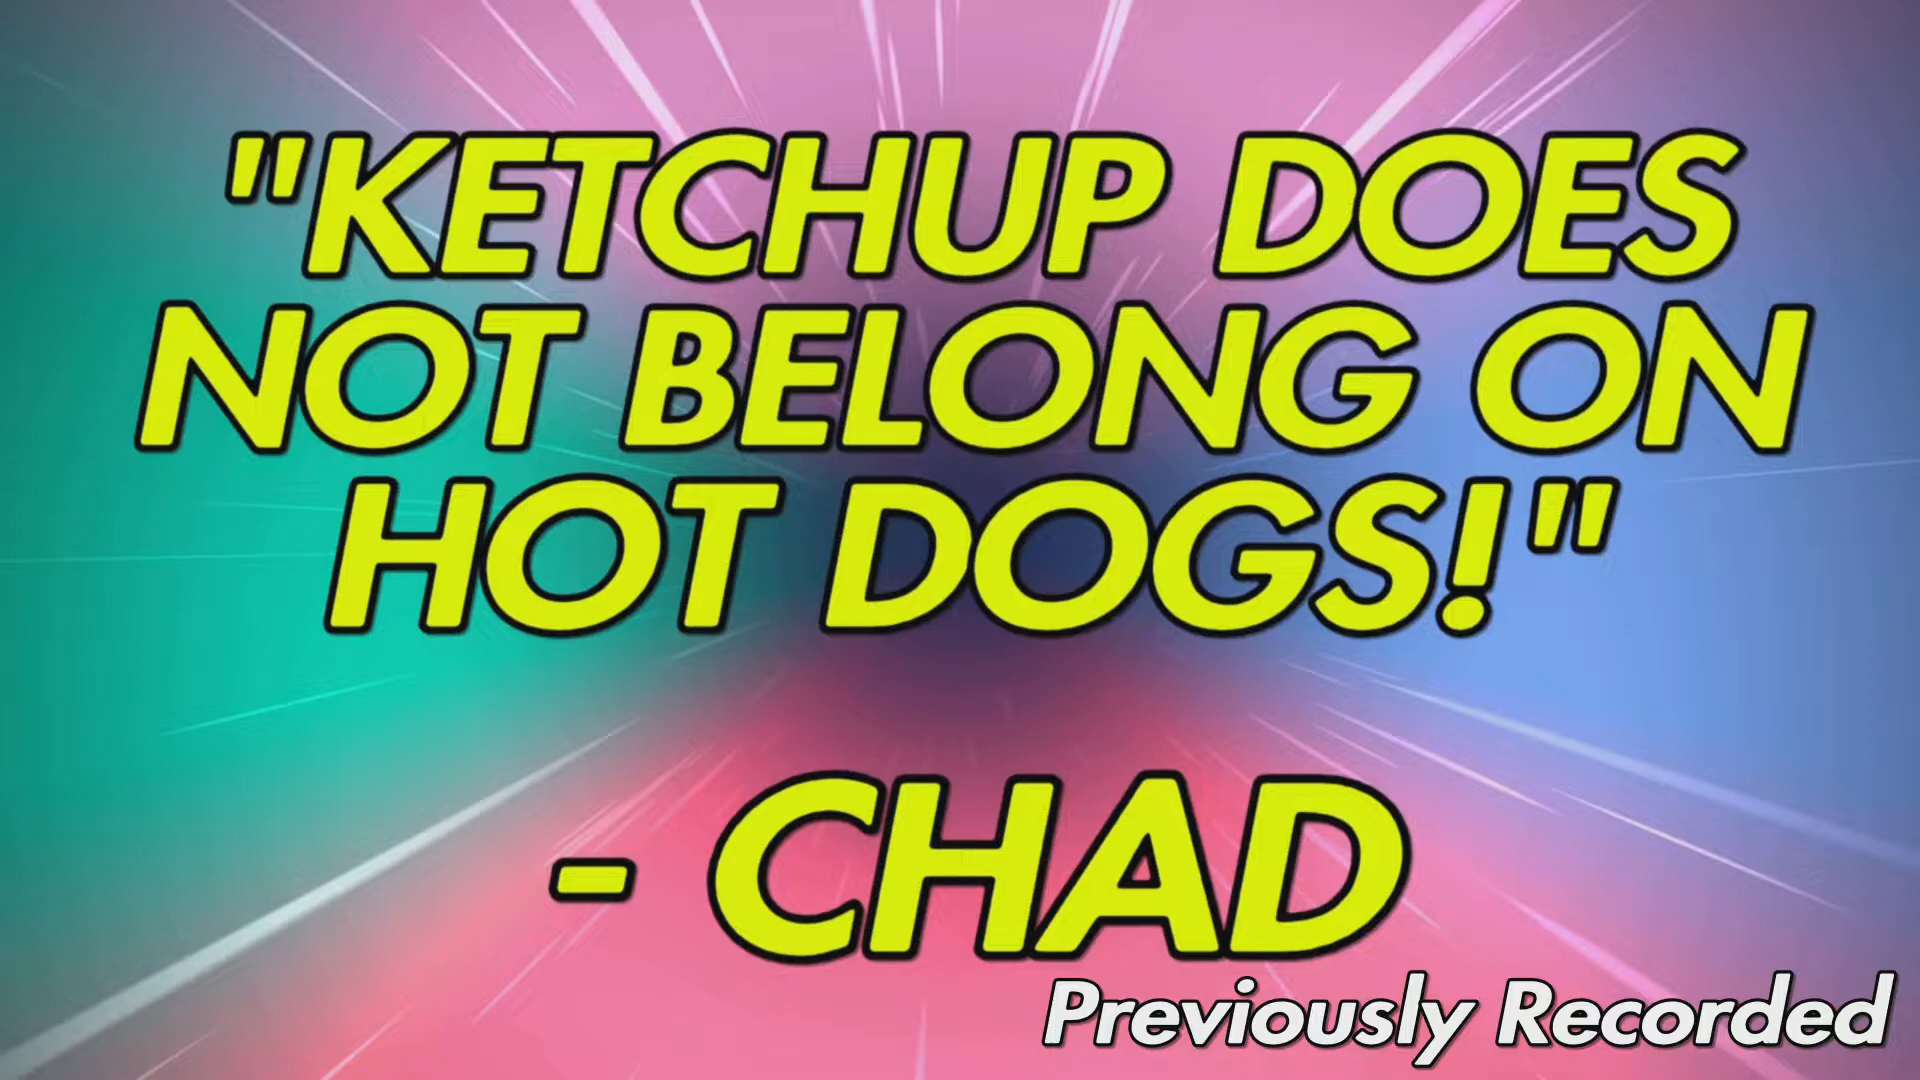 "KETCHUP DOES
NOT BELONG ON
HOT DOGS!"
- CHAD
Previously Recorded